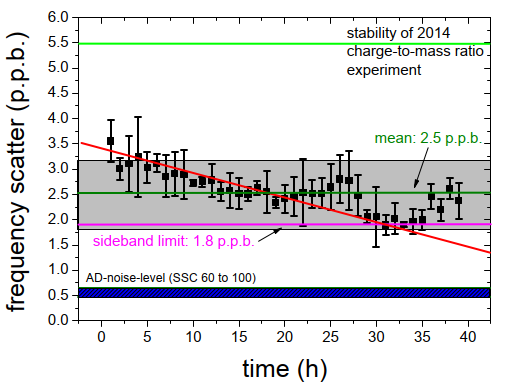 stability of 2014
charge-to-mass ratio
experiment
mean: 2.5 p.p.b.
sideband limit: 1.8 p.p.b.
AD-noise-level (SSC 60 to 100)
frequency scatter (p.p.b.)
6.0
5.5
5.0
4.5
4.0
3.5
3.0
2.5
2.0
1.5
1.0
0.5
0.0
0 5 10 15 20 25 30 35 40
time (h)